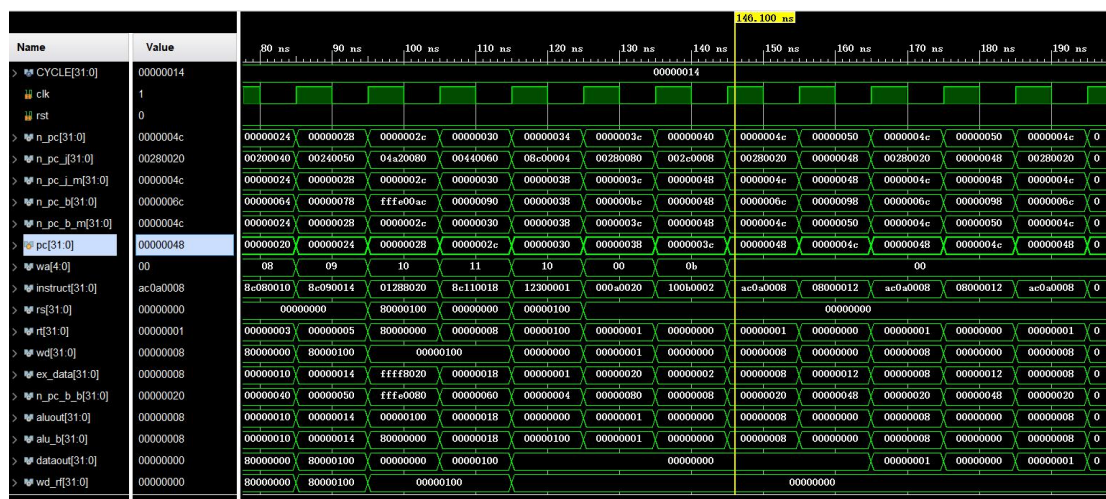 146.100 ns
Name Value 80 ns 90 ns 100 ns 110 ns 120 ns 130 ns 140 ns 150 ns 160 ns 170 ns 180 ns 190 ns
CYCLE[31:0] 00000014 00000014
clk 1
rst 0
n_pc[31:0] 0000004c 00000024 00000028 0000002c 00000030 00000034 0000003c 00000040 0000004c 00000050 0000004c 00000050 0000004c 0
n_pc_j[31:0] 00280020 00200040 00240050 04a20080 00440060 08c00004 00280080 002c0008 00280020 00000048 00280020 00000048 00280020 0
n_pc_j_m[31:0] 0000004c 00000024 00000028 0000002c 00000030 00000038 0000003c 00000048 0000004c 00000048 0000004c 00000048 0000004c 0
n_pc_b[31:0] 0000006c 00000064 00000078 fffe00ac 00000090 00000038 000000bc 00000048 0000006c 00000098 0000006c 00000098 0000006c 0
n_pc_b_m[31:0] 0000004c 00000024 00000028 0000002c 00000030 00000038 0000003c 00000048 0000004c 00000050 0000004c 00000050 0000004c 0
pc[31:0] 00000048 00000020 00000024 00000028 0000002c 00000030 00000038 0000003c 00000048 0000004c 00000048 0000004c 00000048 0
wa[4:0] 00 08 09 10 11 10 00 0b 00
instruct[31:0] ac0a0008 8c080010 8c090014 01288020 8c110018 12300001 000a0020 100b0002 ac0a0008 08000012 ac0a0008 08000012 ac0a0008 0
rs[31:0] 00000000 00000000 80000100 00000000 00000100 00000000
rt[31:0] 00000001 00000003 00000005 80000000 00000008 00000100 00000001 00000000 00000001 00000000 00000001 00000000 00000001 0
wd[31:0] 00000008 80000000 80000100 00000100 00000000 00000001 00000000 00000008 00000000 00000008 00000000 00000008 0
ex_data[31:0] 00000008 00000010 00000014 ffff8020 00000018 00000001 00000020 00000002 00000008 00000012 00000008 00000012 00000008 0
n_pc_b_b[31:0] 00000020 00000040 00000050 fffe0080 00000060 00000004 00000080 00000008 00000020 00000048 00000020 00000048 00000020 0
aluout[31:0] 00000008 00000010 00000014 00000100 00000018 00000000 00000001 00000000 00000008 00000000 00000008 00000000 00000008 0
alu_b[31:0] 00000008 00000010 00000014 80000000 00000018 00000100 00000001 00000000 00000008 00000000 00000008 00000000 00000008 0
dataout[31:0] 00000000 80000000 80000100 00000000 00000100 00000000 00000001 00000000 00000001 0
wd_rf[31:0] 00000000 80000000 80000100 00000100 00000000